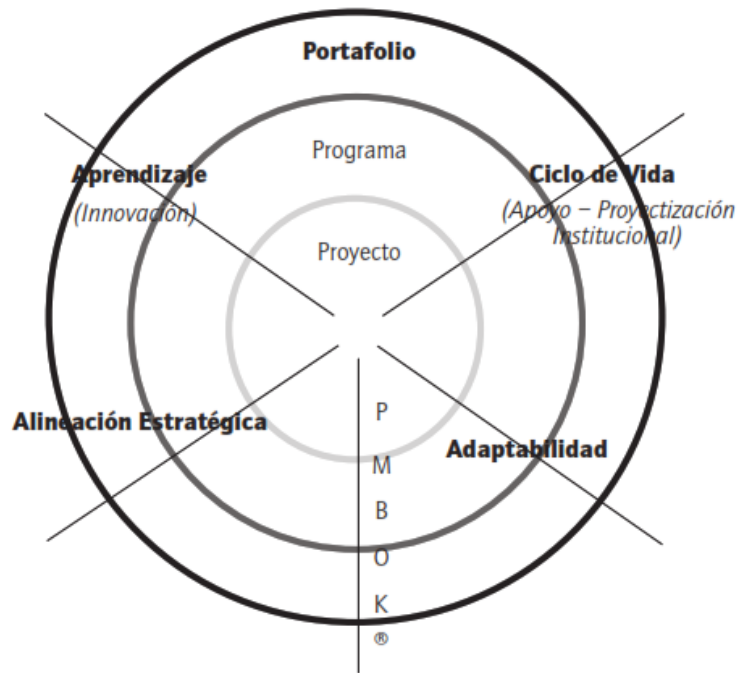 Portafolio
Programa
Aprendizaje
(Innovación)
Ciclo de Vida
(Apoyo – Proyectización
Institucional)
Proyecto
Alineación Estratégica
Adaptabilidad
P
M
B
O
K
®